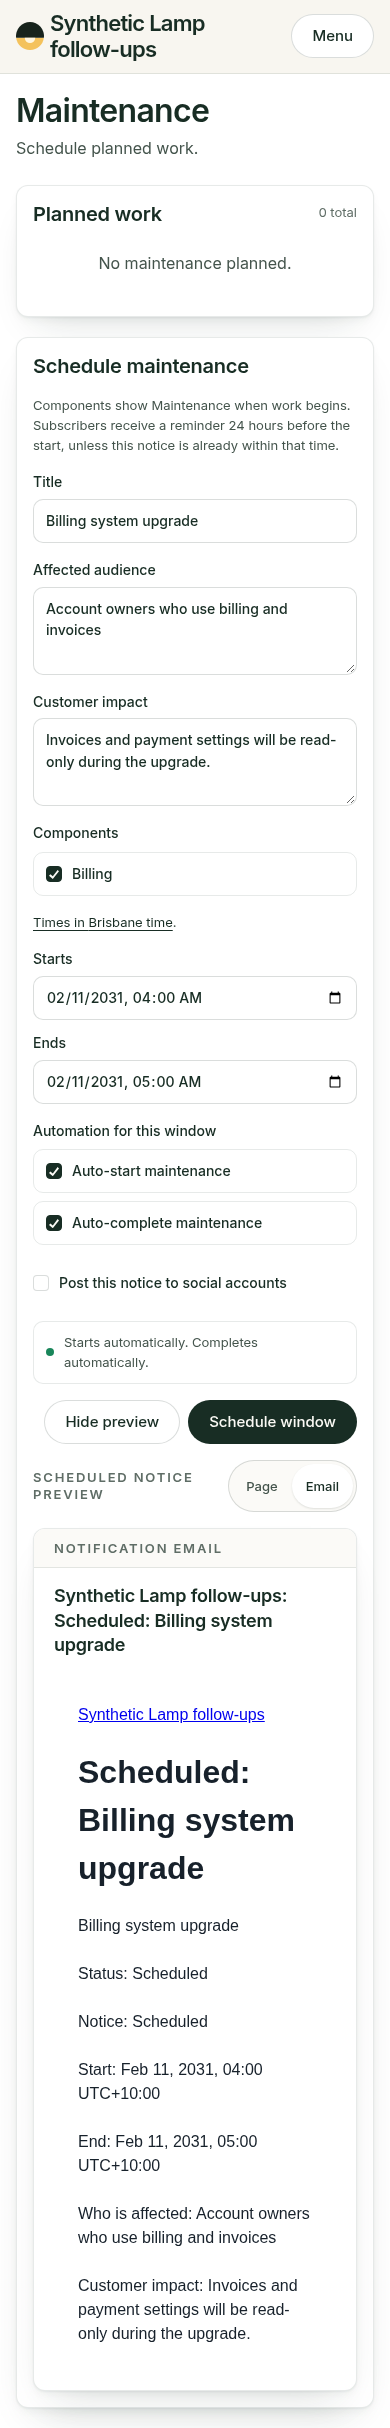 Synthetic Lamp
follow-ups
Menu
Maintenance
Schedule planned work.
Planned work
0 total
No maintenance planned.
Schedule maintenance
Components show Maintenance when work begins.
Subscribers receive a reminder 24 hours before the
start, unless this notice is already within that time.
Title
Billing system upgrade
Affected audience
Account owners who use billing and
invoices
Customer impact
Invoices and payment settings will be read-
only during the upgrade.
Components
Billing
Times in Brisbane time.
Starts
02/11/2031, 04:00 AM
Ends
02/11/2031, 05:00 AM
Automation for this window
Auto-start maintenance
Auto-complete maintenance
Post this notice to social accounts
Starts automatically. Completes
automatically.
Hide preview
Schedule window
SCHEDULED NOTICE
PREVIEW
Page
Email
NOTIFICATION EMAIL
Synthetic Lamp follow-ups:
Scheduled: Billing system
upgrade
Synthetic Lamp follow-ups
Scheduled:
Billing system
upgrade
Billing system upgrade
Status: Scheduled
Notice: Scheduled
Start: Feb 11, 2031, 04:00
UTC+10:00
End: Feb 11, 2031, 05:00
UTC+10:00
Who is affected: Account owners
who use billing and invoices
Customer impact: Invoices and
payment settings will be read-
only during the upgrade.